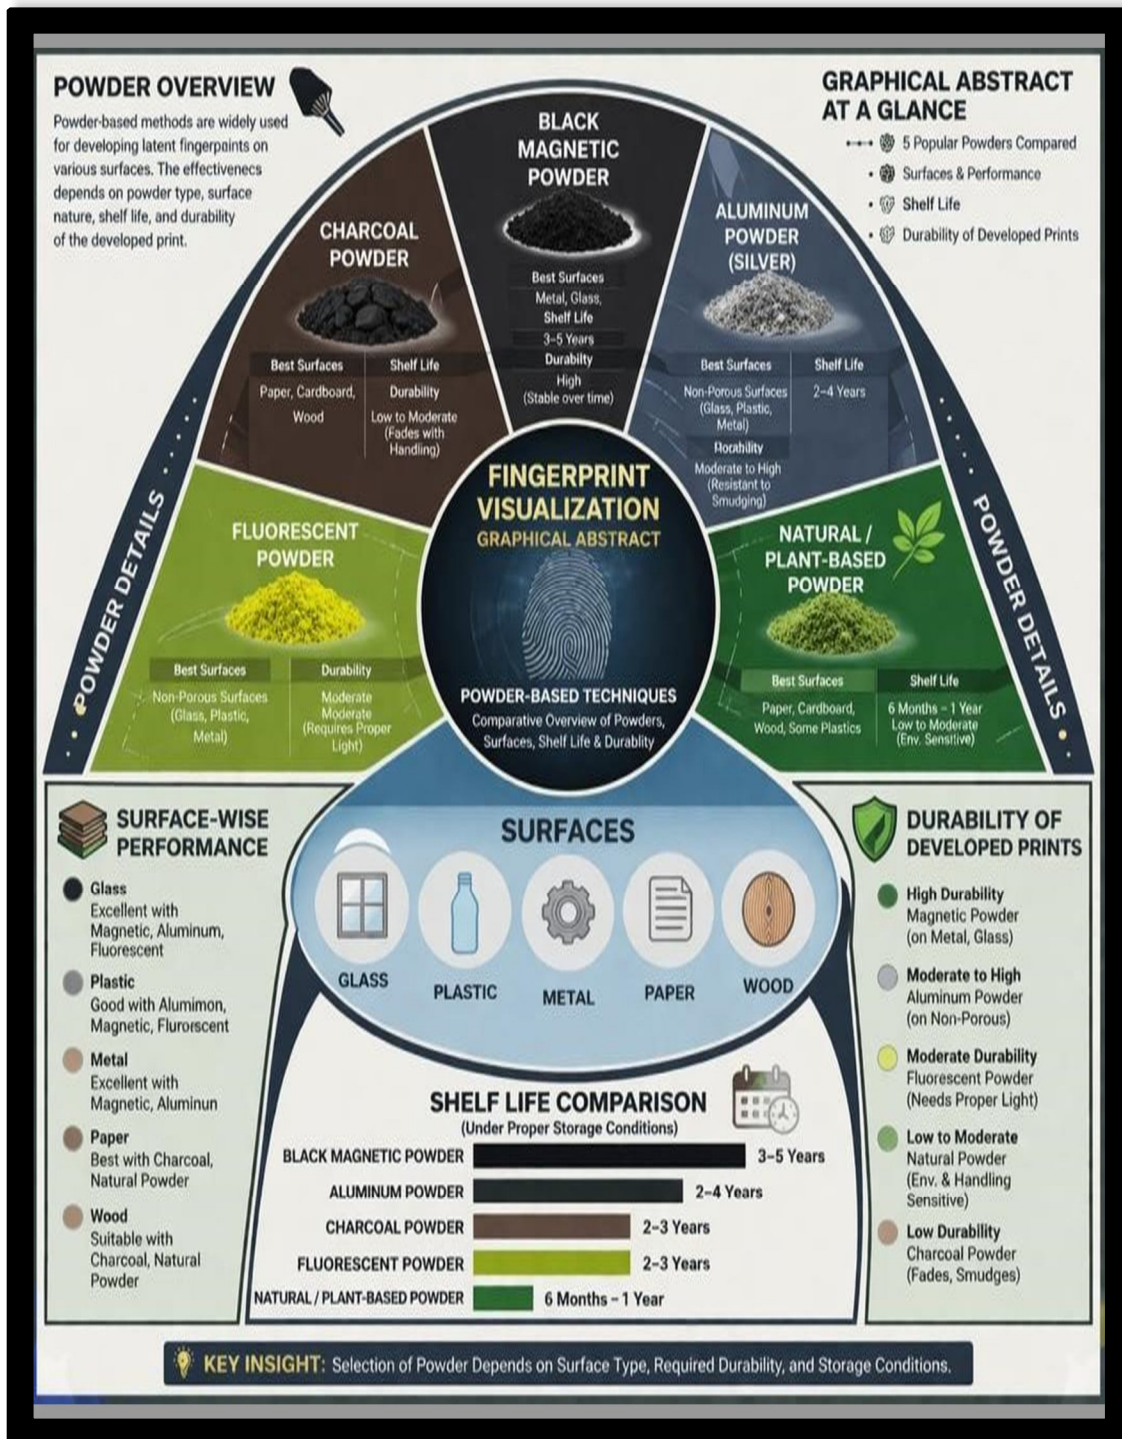 POWDER OVERVIEW
Powder-based methods are widely used
for developing latent fingerpaints on
various surfaces. The effectivenecs
depends on powder type, surface
nature, shelf life, and durability
of the developed print.
GRAPHICAL ABSTRACT
AT A GLANCE
5 Popular Powders Compared
Surfaces & Performance
Shelf Life
Durability of Developed Prints
POWDER DETAILS
CHARCOAL
POWDER
Best Surfaces
Paper, Cardboard,
Wood
Shelf Life
Durability
Low to Moderate
(Fades with
Handling)
BLACK
MAGNETIC
POWDER
Best Surfaces
Metal, Glass,
Shelf Life
3–5 Years
Durabilty
High
(Stable over time)
ALUMINUM
POWDER
(SILVER)
Best Surfaces
Non-Porous Surfaces
(Glass, Plastic,
Metal)
Shelf Life
2–4 Years
Moderate to High
(Resistant to
Smudging)
FLUORESCENT
POWDER
Best Surfaces
Non-Porous Surfaces
(Glass, Plastic,
Metal)
Durability
Moderate
Moderate
(Requires Proper
Light)
FINGERPRINT
VISUALIZATION
GRAPHICAL ABSTRACT
POWDER-BASED TECHNIQUES
Comparative Overview of Powders,
Surfaces, Shelf Life & Durablity
NATURAL /
PLANT-BASED
POWDER
Best Surfaces
Paper, Cardboard,
Wood, Some Plastics
Shelf Life
6 Months – 1 Year
Low to Moderate
(Env. Sensitive)
POWDER DETAILS
SURFACE-WISE
PERFORMANCE
Glass
Excellent with
Magnetic, Aluminum,
Fluorescent
Plastic
Good with Alumimon,
Magnetic, Flurorscent
Metal
Excellent with
Magnetic, Aluminun
Paper
Best with Charcoal,
Natural Powder
Wood
Suitable with
Charcoal, Natural
Powder
SURFACES
GLASS
PLASTIC
METAL
PAPER
WOOD
SHELF LIFE COMPARISON
(Under Proper Storage Conditions)
BLACK MAGNETIC POWDER 3–5 Years
ALUMINUM POWDER 2–4 Years
CHARCOAL POWDER 2–3 Years
FLUORESCENT POWDER 2–3 Years
NATURAL / PLANT-BASED POWDER 6 Months – 1 Year
DURABILITY OF
DEVELOPED PRINTS
High Durability
Magnetic Powder
(on Metal, Glass)
Moderate to High
Aluminum Powder
(on Non-Porous)
Moderate Durability
Fluorescent Powder
(Needs Proper Light)
Low to Moderate
Natural Powder
(Env. & Handling
Sensitive)
Low Durability
Charcoal Powder
(Fades, Smudges)
KEY INSIGHT: Selection of Powder Depends on Surface Type, Required Durability, and Storage Conditions.